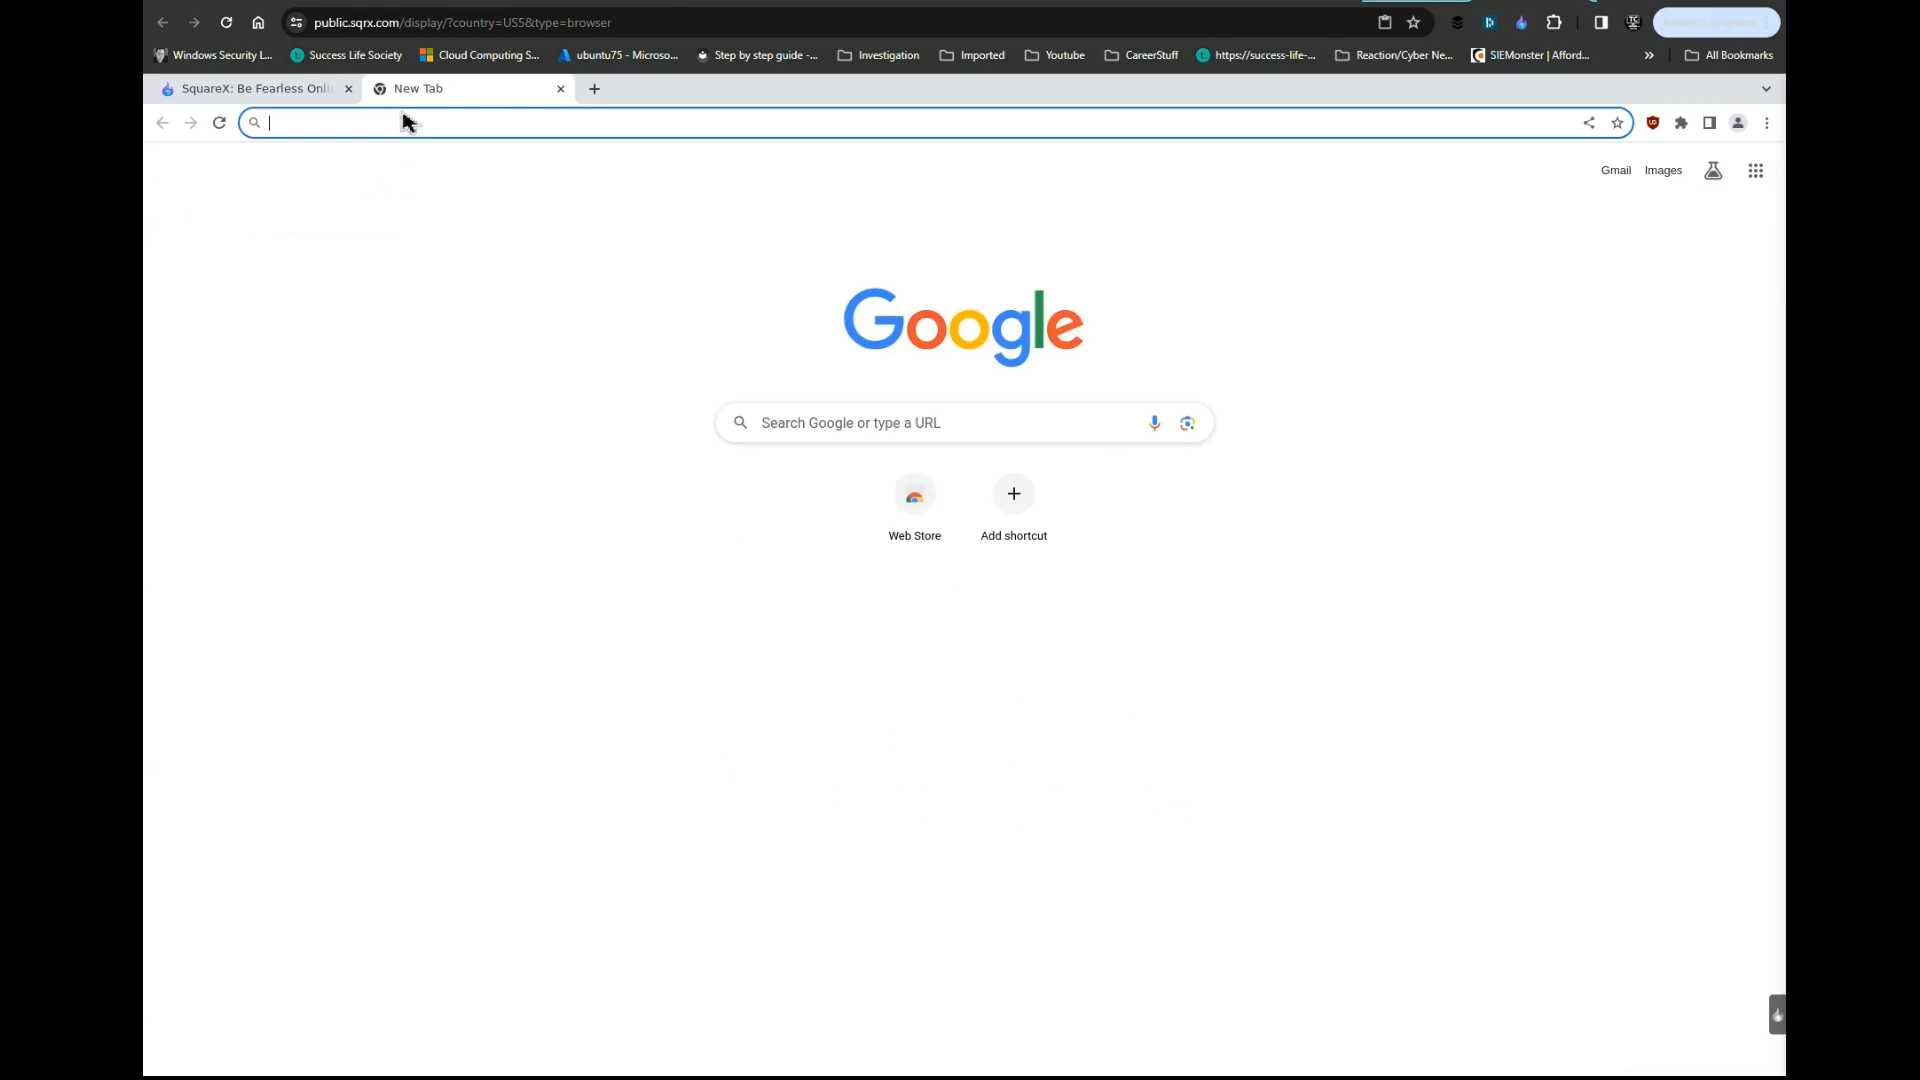 public.sqrx.com/display/?country=US5&type=browser
Windows Security L...
Success Life Society
Cloud Computing S...
ubuntu75 - Microso...
Step by step guide -...
Investigation
Imported
Youtube
CareerStuff
https://success-life-...
Reaction/Cyber Ne...
SIEMonster | Afford...
All Bookmarks
SquareX: Be Fearless Onli
New Tab
Gmail
Images
Google
Search Google or type a URL
Web Store
Add shortcut